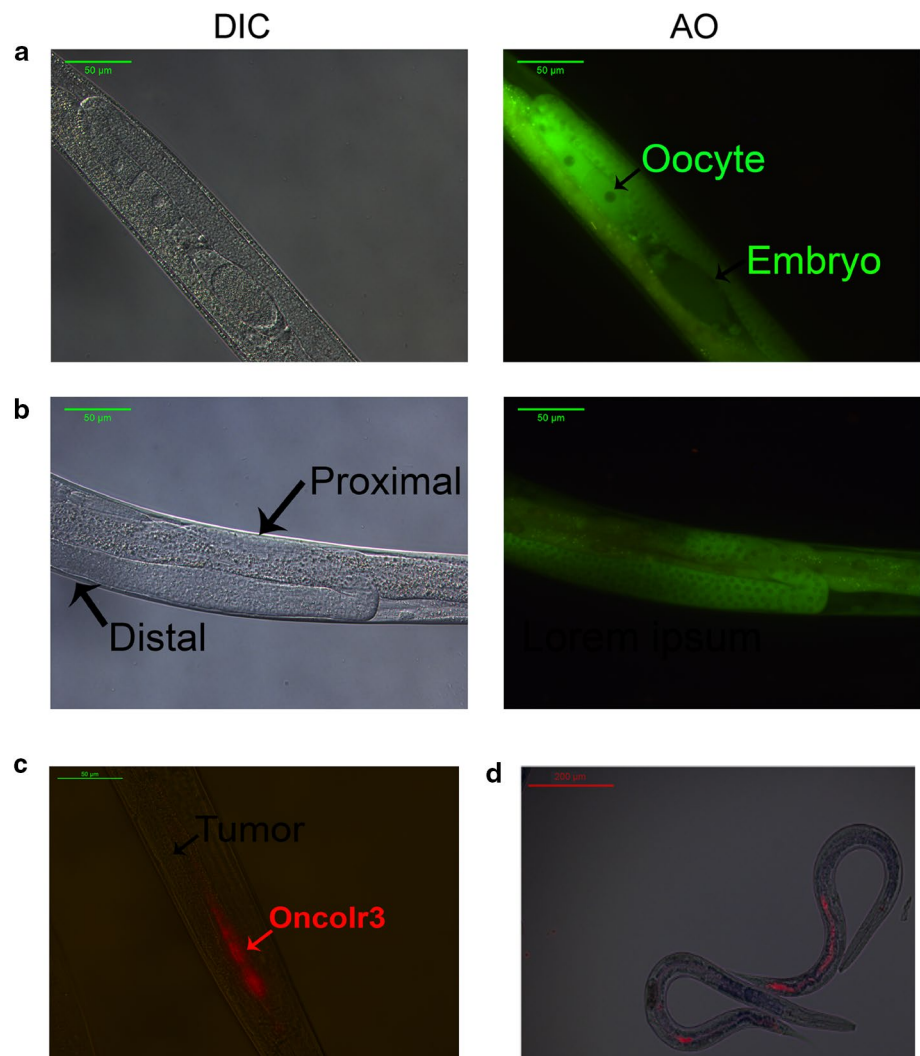 DIC
AO
a
50 µm
50 µm
Oocyte
Embryo
b
50 µm
50 µm
Proximal
Distal
Lorem ipsum
c
50 µm
Tumor
Oncolr3
d
200 µm